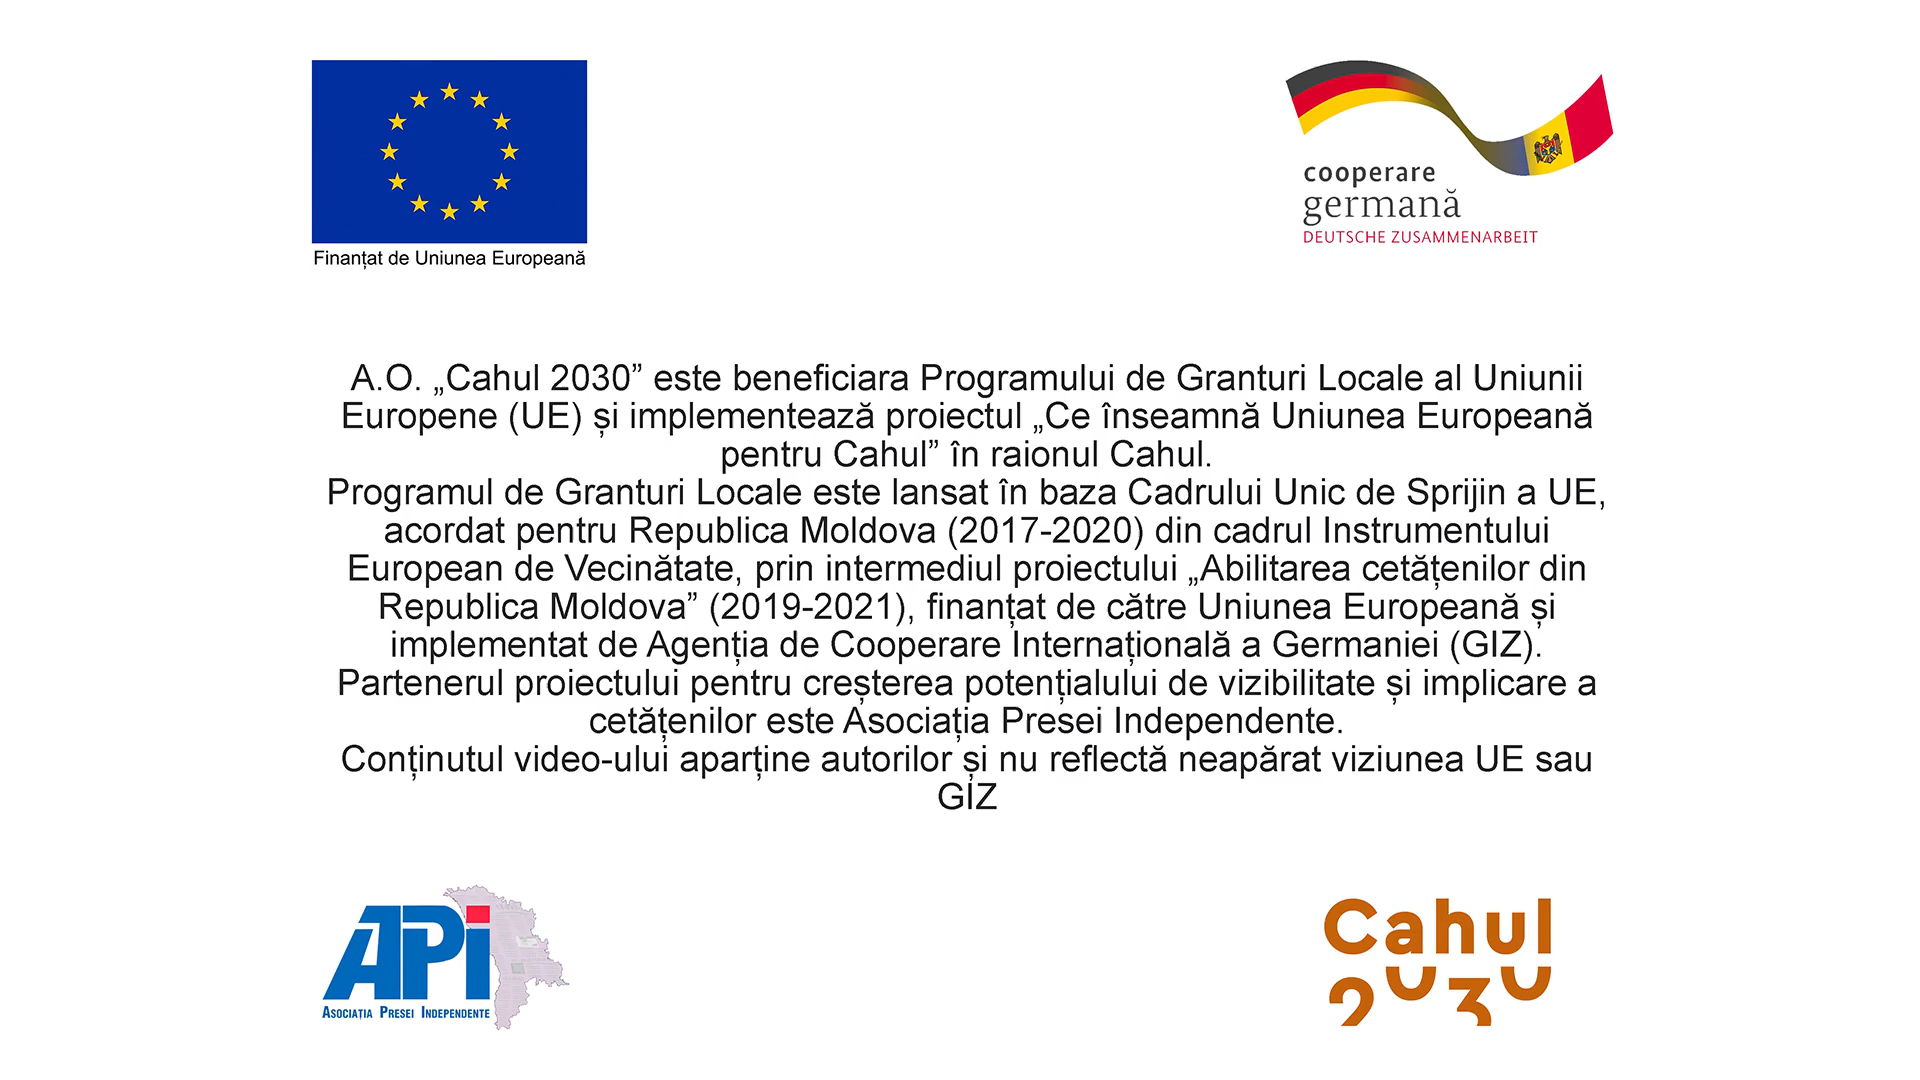 Finanțat de Uniunea Europeană
cooperare
germană
DEUTSCHE ZUSAMMENARBEIT
A.O. „Cahul 2030” este beneficiara Programului de Granturi Locale al Uniunii
Europene (UE) și implementează proiectul „Ce înseamnă Uniunea Europeană
pentru Cahul” în raionul Cahul.
Programul de Granturi Locale este lansat în baza Cadrului Unic de Sprijin a UE,
acordat pentru Republica Moldova (2017-2020) din cadrul Instrumentului
European de Vecinătate, prin intermediul proiectului „Abilitarea cetățenilor din
Republica Moldova” (2019-2021), finanțat de către Uniunea Europeană și
implementat de Agenția de Cooperare Internațională a Germaniei (GIZ).
Partenerul proiectului pentru creșterea potențialului de vizibilitate și implicare a
cetățenilor este Asociația Presei Independente.
Conținutul video-ului aparține autorilor și nu reflectă neapărat viziunea UE sau
GIZ
APi
ASOCIAȚIA PRESEI INDEPENDENTE
Cahul
2030